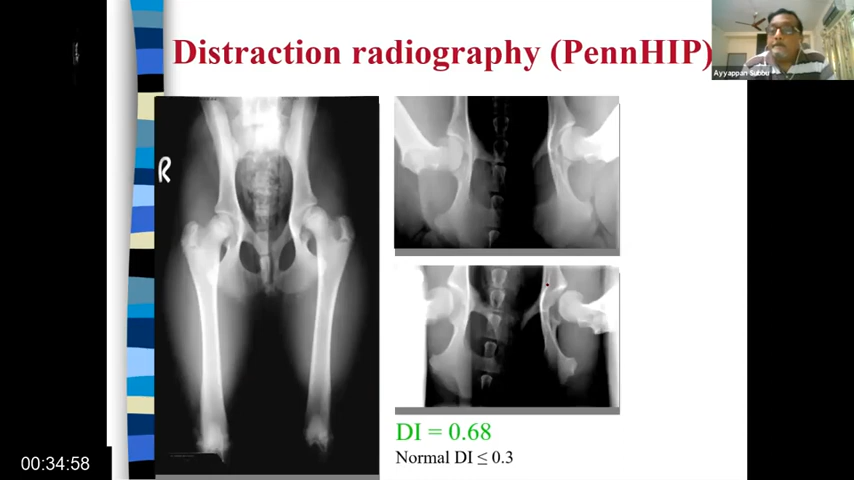 Distraction radiography (PennHIP)
Ayyappan Subbu
R
DI = 0.68
Normal DI ≤ 0.3
00:34:58